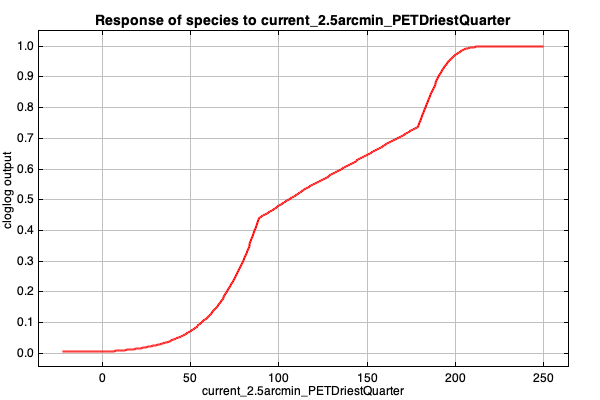 Response of species to current_2.5arcmin_PETDriestQuarter
1.0
0.9
0.8
0.7
0.6
0.5
0.4
0.3
0.2
0.1
0.0
cloglog output
0 50 100 150 200 250
current_2.5arcmin_PETDriestQuarter